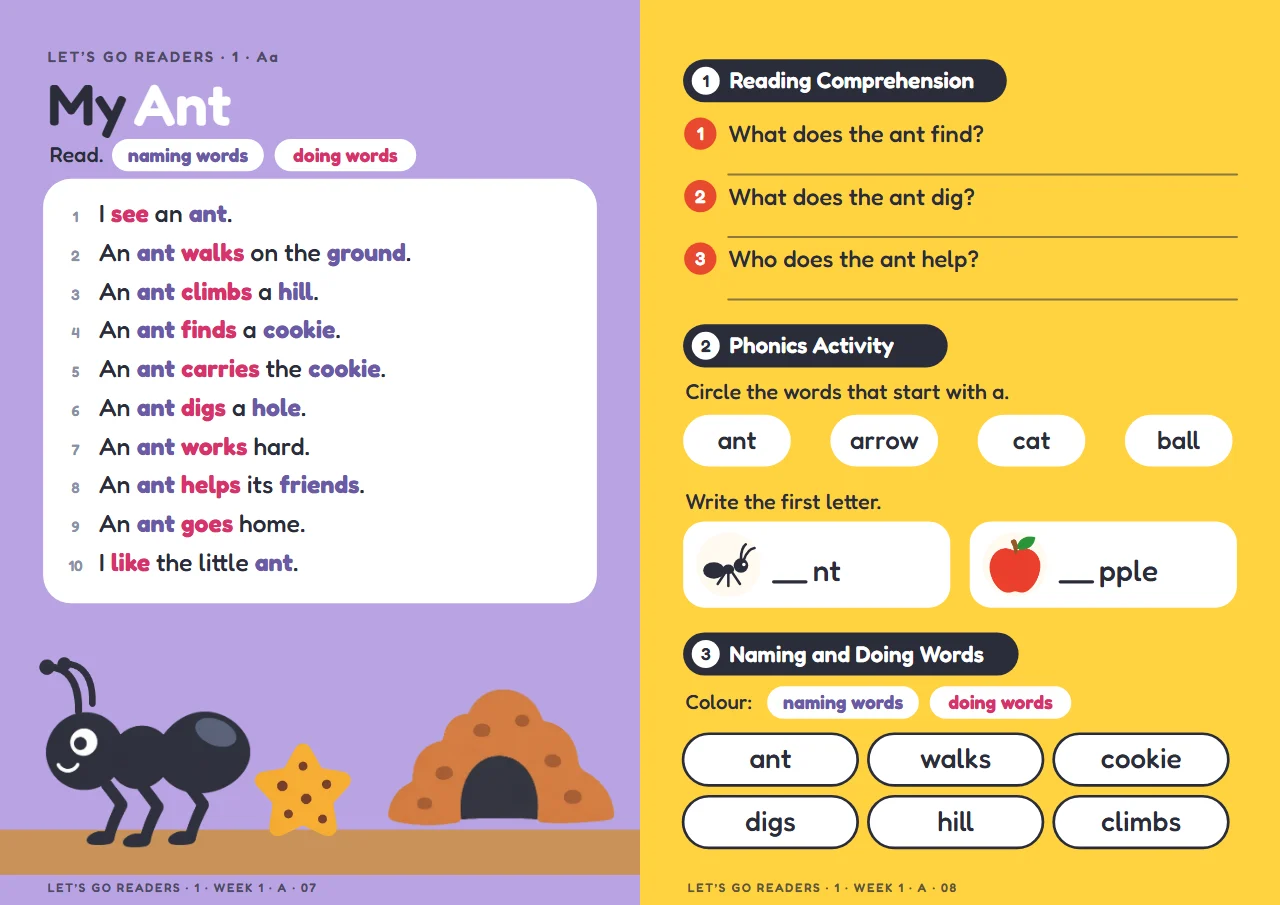 LET'S GO READERS · 1 · Aa
My Ant
Read. naming words doing words
1 I see an ant.
2 An ant walks on the ground.
3 An ant climbs a hill.
4 An ant finds a cookie.
5 An ant carries the cookie.
6 An ant digs a hole.
7 An ant works hard.
8 An ant helps its friends.
9 An ant goes home.
10 I like the little ant.
LET'S GO READERS · 1 · WEEK 1 · A · 07
1 Reading Comprehension
1 What does the ant find?
2 What does the ant dig?
3 Who does the ant help?
2 Phonics Activity
Circle the words that start with a.
ant arrow cat ball
Write the first letter.
__nt __pple
3 Naming and Doing Words
Colour: naming words doing words
ant walks cookie
digs hill climbs
LET'S GO READERS · 1 · WEEK 1 · A · 08